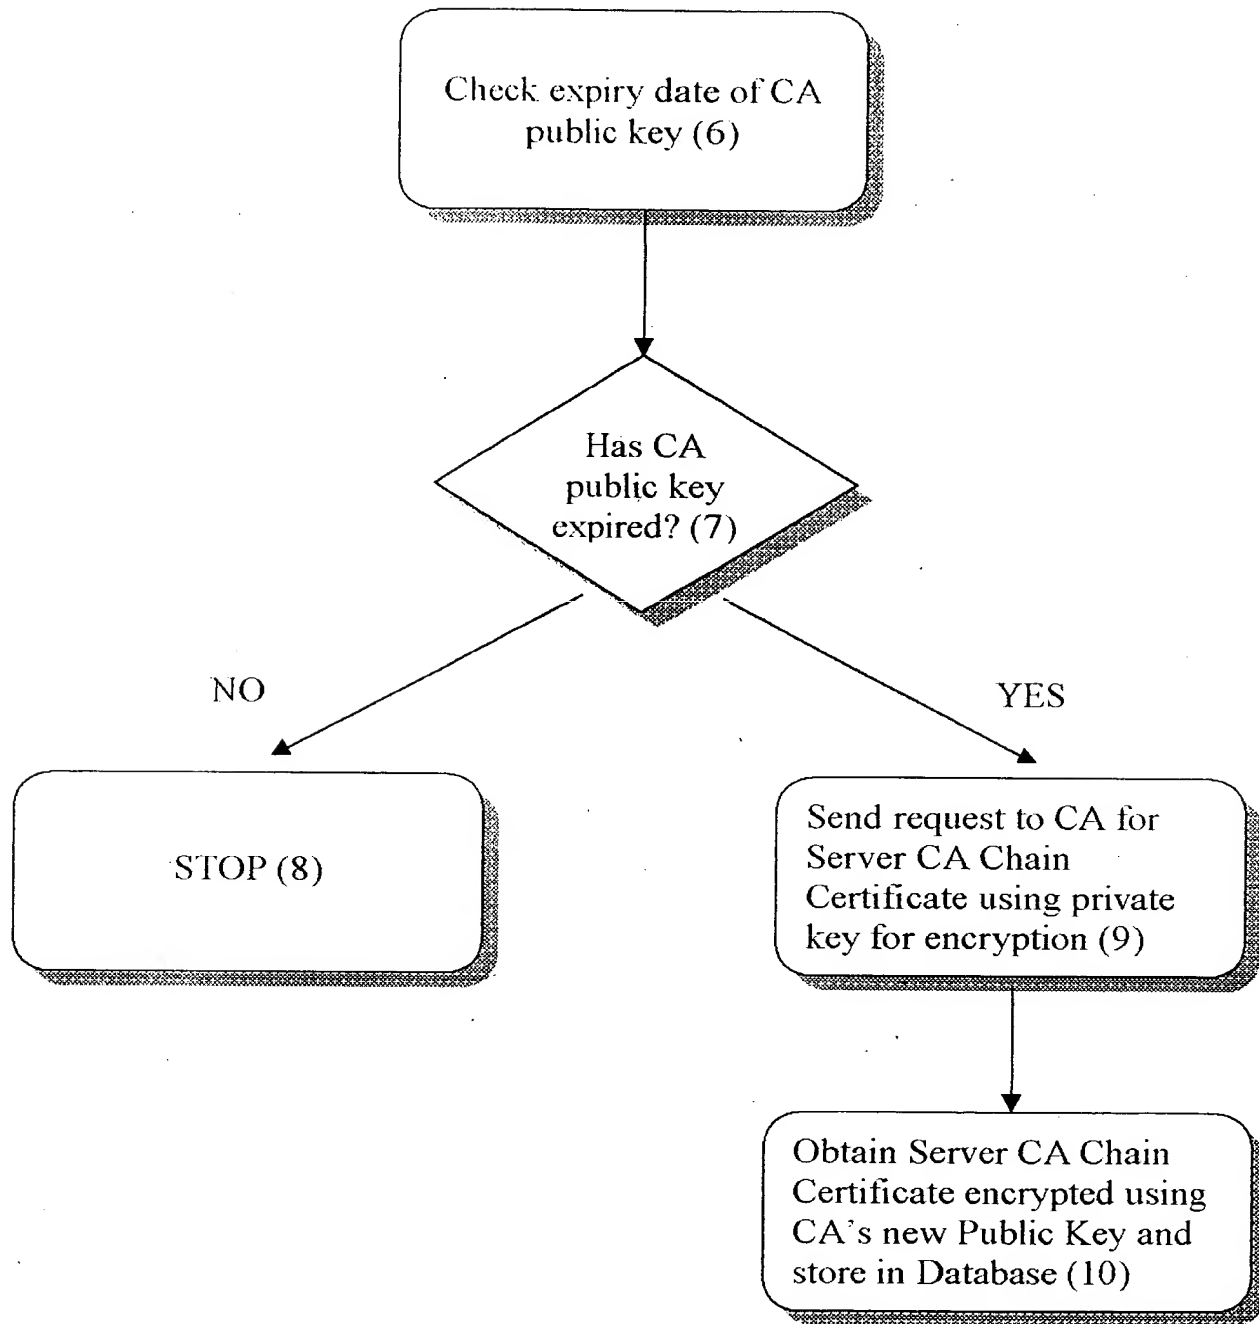 Check expiry date of CA
public key (6)
Has CA
public key
expired? (7)
NO
YES
STOP (8)
Send request to CA for
Server CA Chain
Certificate using private
key for encryption (9)
Obtain Server CA Chain
Certificate encrypted using
CA's new Public Key and
store in Database (10)